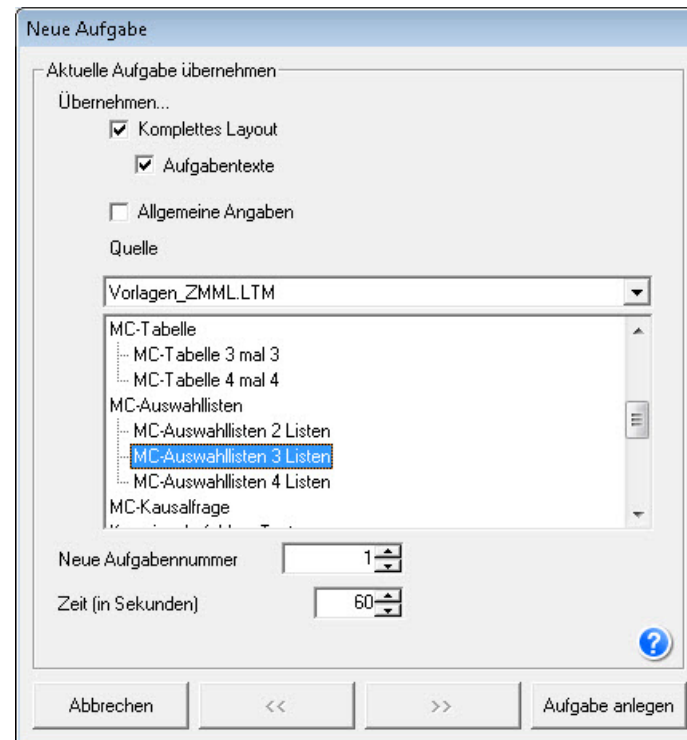 Neue Aufgabe
Aktuelle Aufgabe übernehmen
Übernehmen...
Komplettes Layout
Aufgabentexte
Allgemeine Angaben
Quelle
Vorlagen_ZMML.LTM
MC-Tabelle
MC-Tabelle 3 mal 3
MC-Tabelle 4 mal 4
MC-Auswahllisten
MC-Auswahllisten 2 Listen
MC-Auswahllisten 3 Listen
MC-Auswahllisten 4 Listen
MC-Kausalfrage
Neue Aufgabennummer 1
Zeit (in Sekunden) 60
?
Abbrechen << >> Aufgabe anlegen